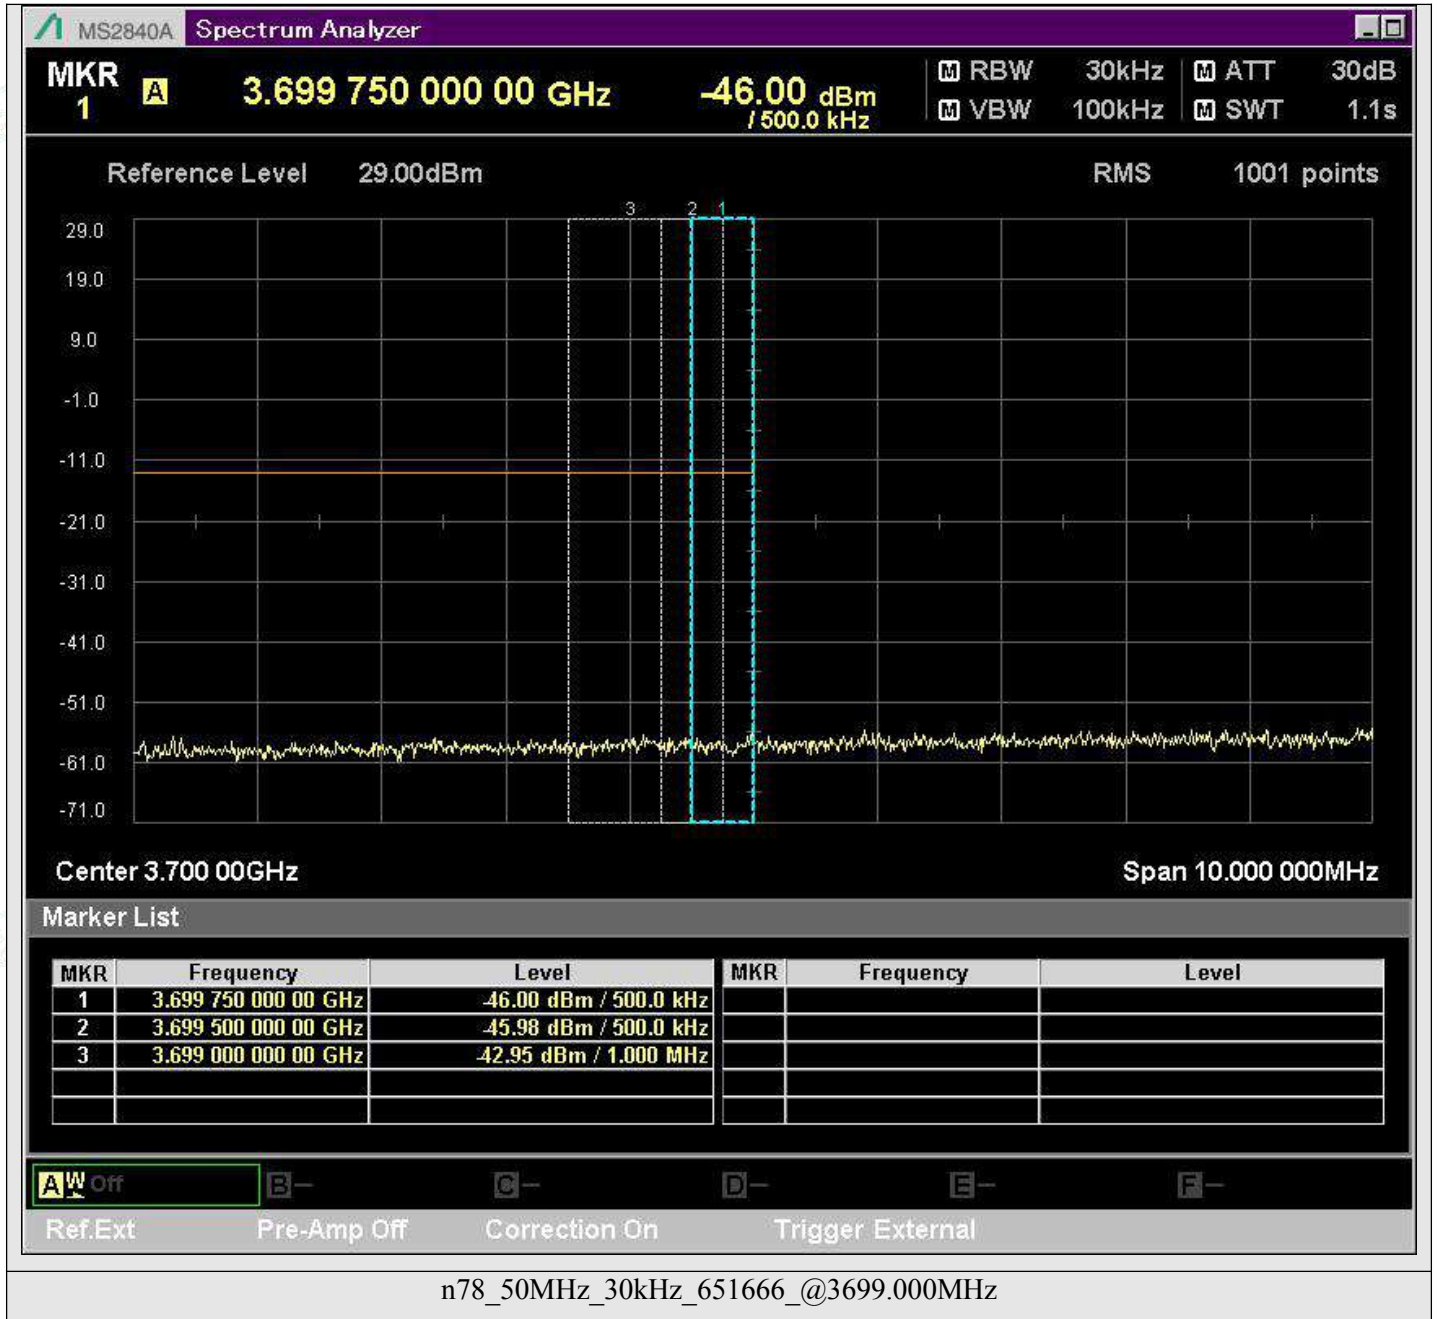 MS2840A Spectrum Analyzer
MKR 1 A 3.699 750 000 00 GHz -46.00 dBm / 500.0 kHz
M RBW 30kHz M ATT 30dB
M VBW 100kHz M SWT 1.1s
Reference Level 29.00dBm RMS 1001 points
3 2 1
29.0
19.0
9.0
-1.0
-11.0
-21.0
-31.0
-41.0
-51.0
-61.0
-71.0
Center 3.700 00GHz Span 10.000 000MHz
Marker List
MKR Frequency Level MKR Frequency Level
1 3.699 750 000 00 GHz -46.00 dBm / 500.0 kHz
2 3.699 500 000 00 GHz -45.98 dBm / 500.0 kHz
3 3.699 000 000 00 GHz -42.95 dBm / 1.000 MHz
A W Off B- C- D- E- F-
Ref.Ext Pre-Amp Off Correction On Trigger External
n78_50MHz_30kHz_651666_@3699.000MHz